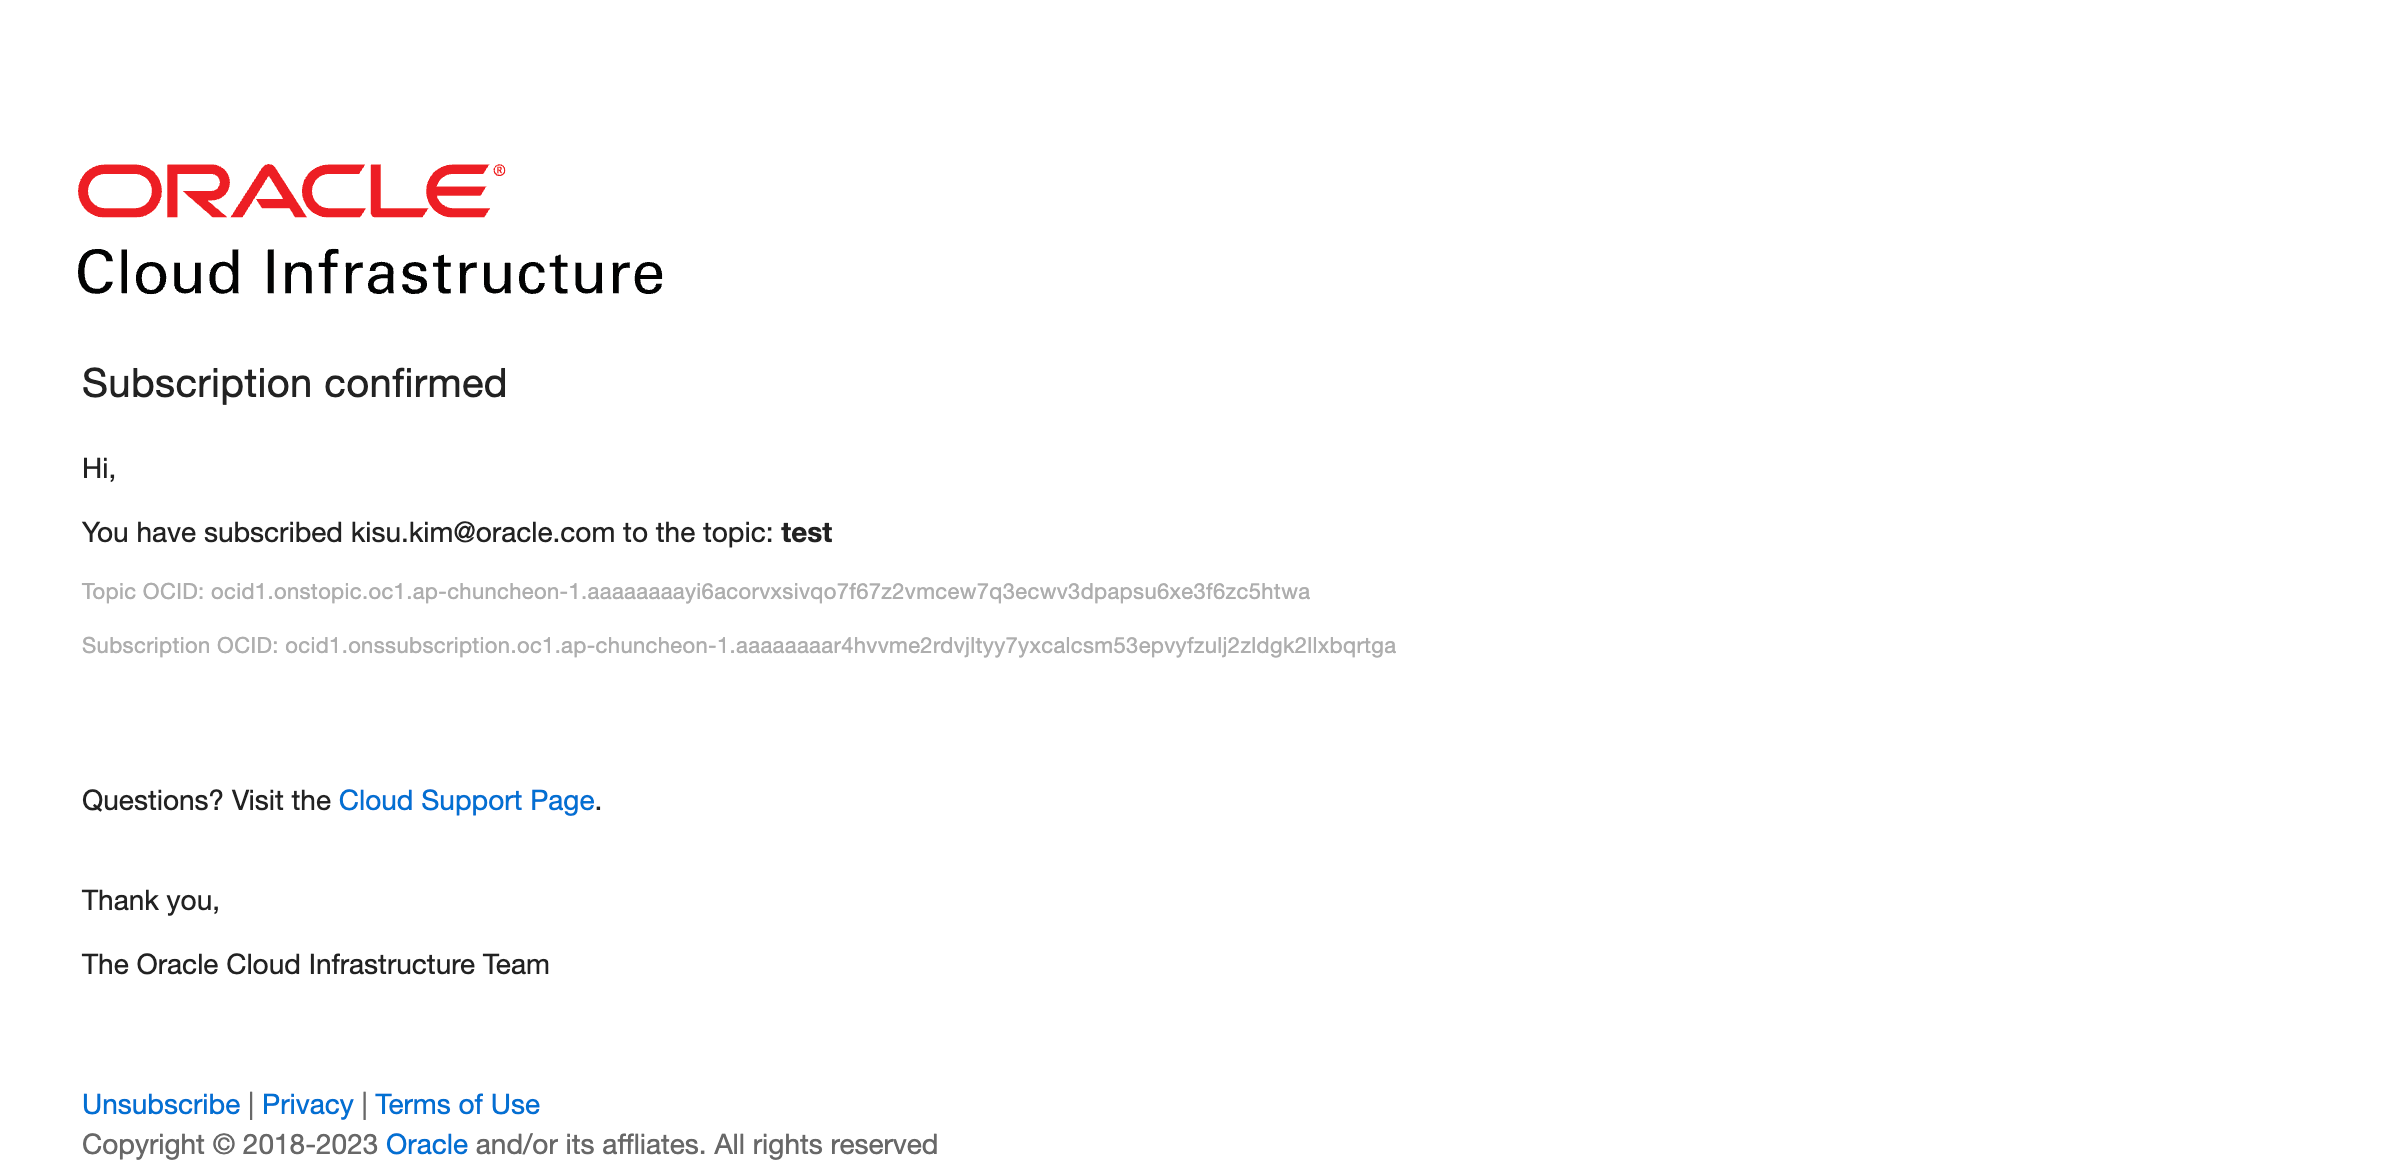 ORACLE®
Cloud Infrastructure
Subscription confirmed
Hi,
You have subscribed kisu.kim@oracle.com to the topic: test
Topic OCID: ocid1.onstopic.oc1.ap-chuncheon-1.aaaaaaaayi6acorvxsivqo7f67z2vmcew7q3ecwv3dpapsu6xe3f6zc5htwa
Subscription OCID: ocid1.onssubscription.oc1.ap-chuncheon-1.aaaaaaaar4hvvme2rdvjltyy7yxcalcsm53epvyfzulj2zldgk2llxbqrtga
Questions? Visit the Cloud Support Page.
Thank you,
The Oracle Cloud Infrastructure Team
Unsubscribe | Privacy | Terms of Use
Copyright © 2018-2023 Oracle and/or its affliates. All rights reserved